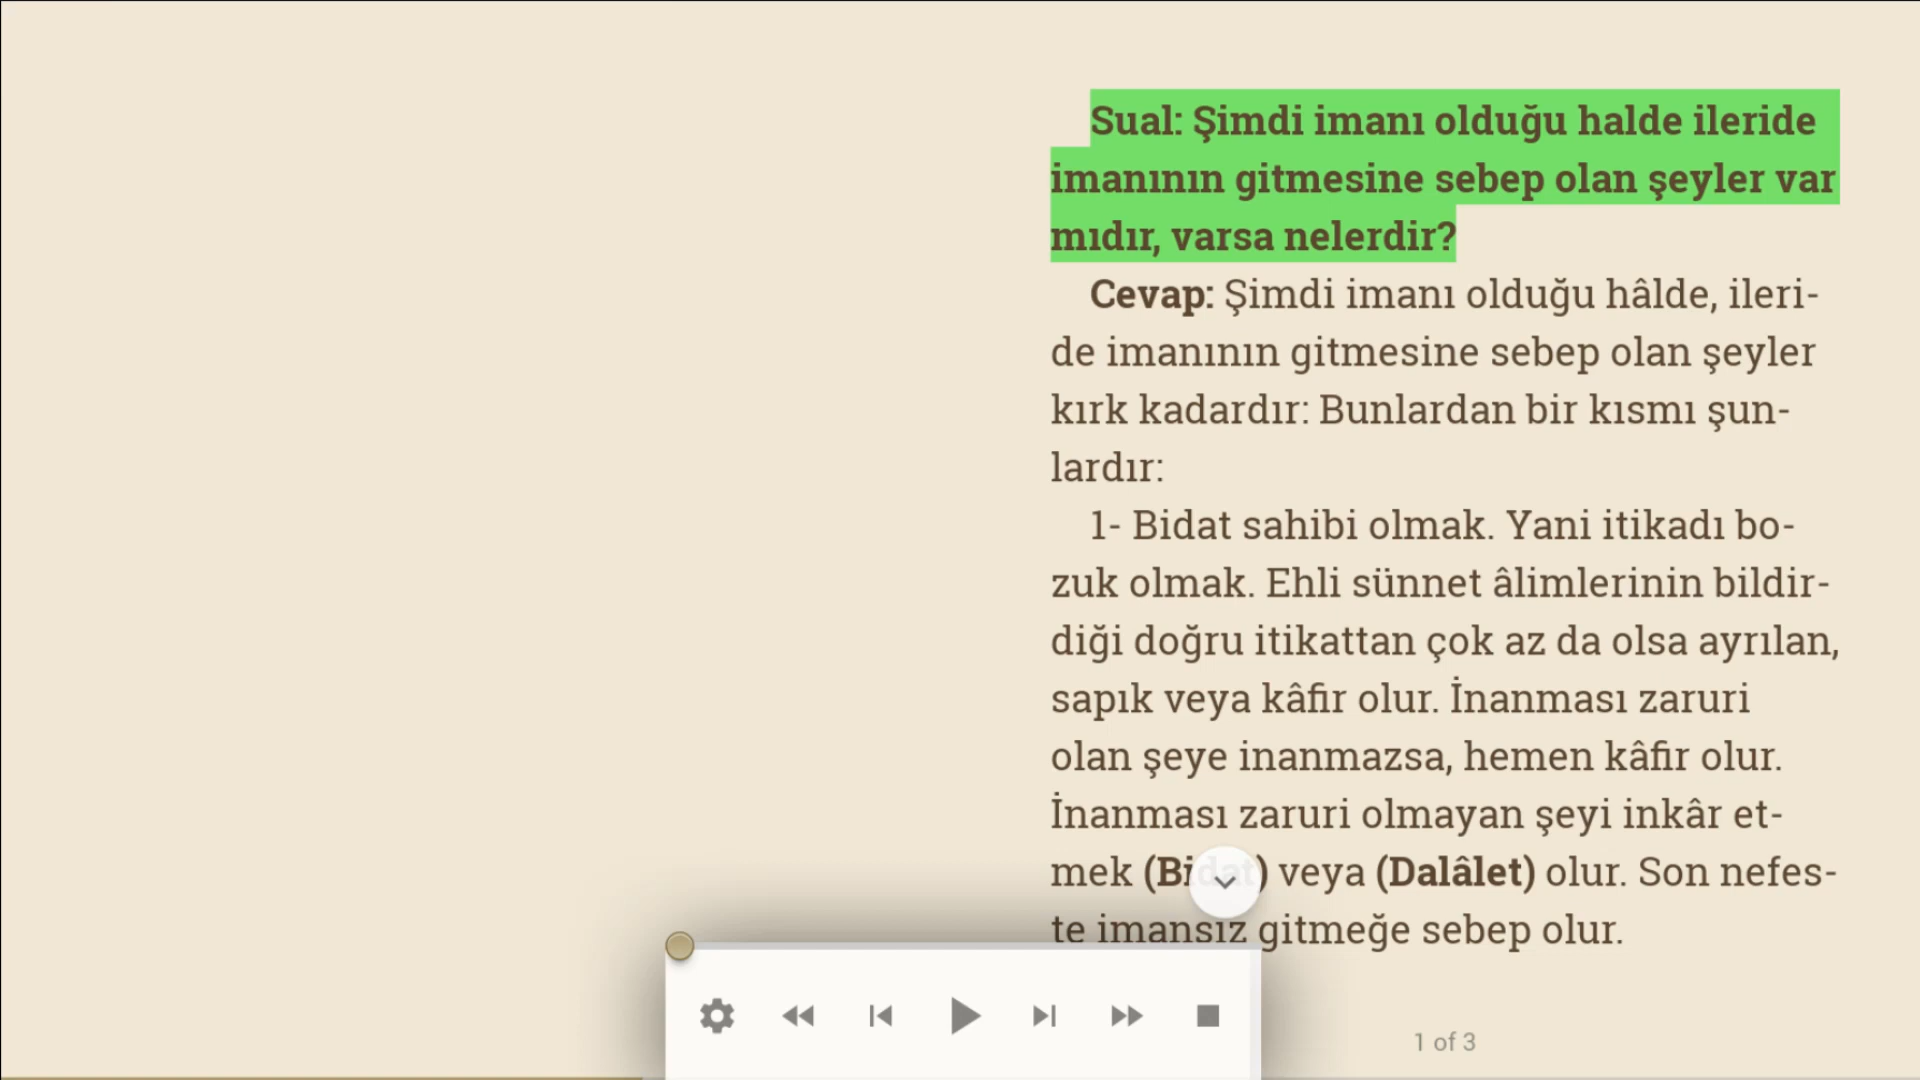 Sual: Şimdi imanı olduğu halde ileride
imanının gitmesine sebep olan şeyler var
mıdır, varsa nelerdir?
Cevap: Şimdi imanı olduğu hâlde, ileri-
de imanının gitmesine sebep olan şeyler
kırk kadardır: Bunlardan bir kısmı şun-
lardır:
1- Bidat sahibi olmak. Yani itikadı bo-
zuk olmak. Ehli sünnet âlimlerinin bildir-
diği doğru itikattan çok az da olsa ayrılan,
sapık veya kâfir olur. İnanması zaruri
olan şeye inanmazsa, hemen kâfir olur.
İnanması zaruri olmayan şeyi inkâr et-
mek (Bidat) veya (Dalâlet) olur. Son nefes-
te imansız gitmeğe sebep olur.
1 of 3